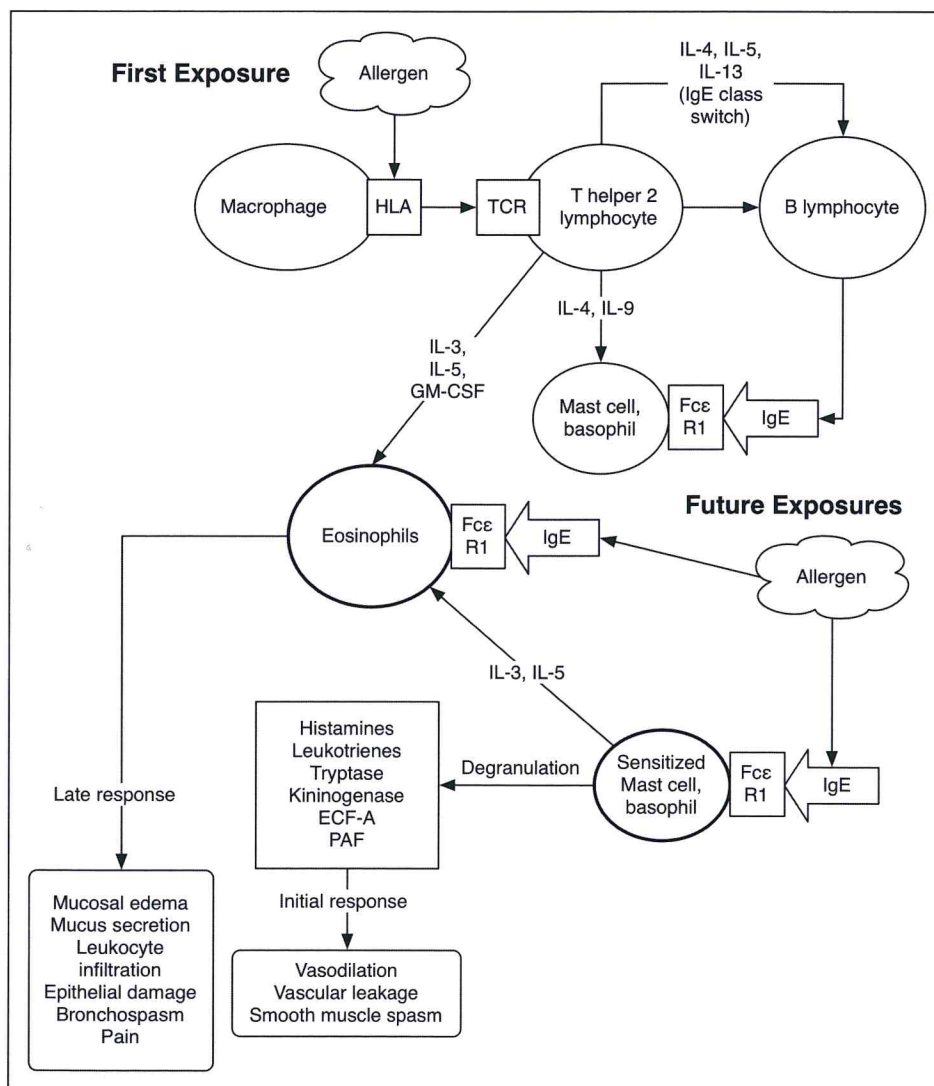 First Exposure
Allergen
IL-4, IL-5,
IL-13
(IgE class
switch)
Macrophage
HLA
TCR
T helper 2
lymphocyte
B lymphocyte
IL-4, IL-9
IL-3,
IL-5,
GM-CSF
Mast cell,
basophil
Fcε
R1
IgE
Future Exposures
Eosinophils
Fcε
R1
IgE
Allergen
IL-3, IL-5
Histamines
Leukotrienes
Tryptase
Kininogenase
ECF-A
PAF
Degranulation
Sensitized
Mast cell,
basophil
Fcε
R1
IgE
Late response
Initial response
Mucosal edema
Mucus secretion
Leukocyte
infiltration
Epithelial damage
Bronchospasm
Pain
Vasodilation
Vascular leakage
Smooth muscle spasm